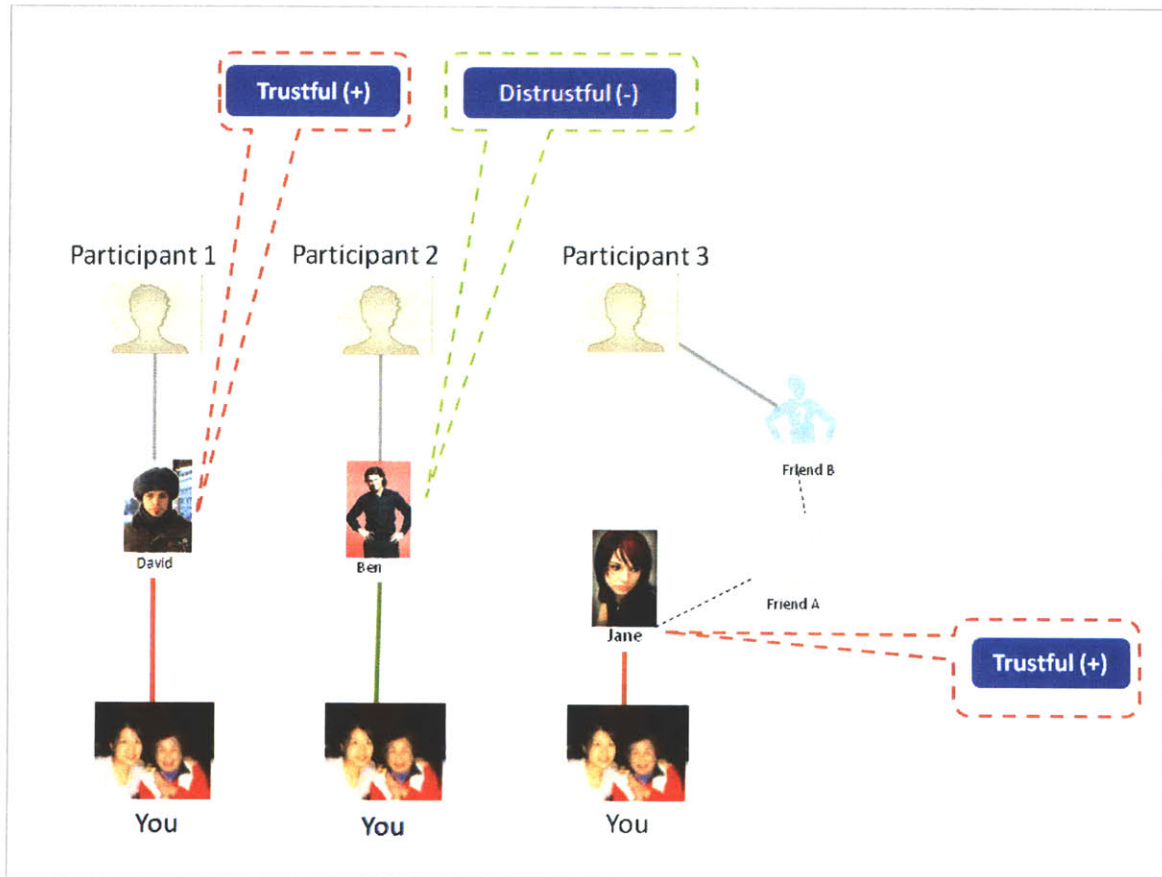 Trustful (+)
Distrustful (-)
Participant 1
Participant 2
Participant 3
Friend B
David
Ben
Friend A
Jane
Trustful (+)
You
You
You